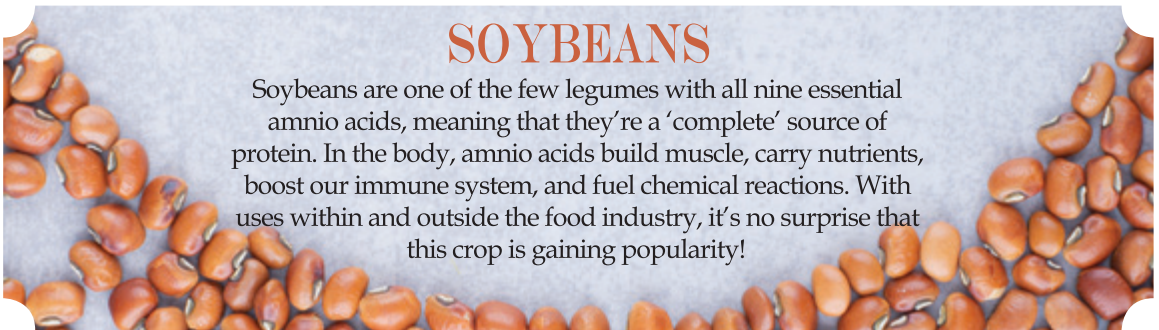 SOYBEANS
Soybeans are one of the few legumes with all nine essential
amnio acids, meaning that they're a 'complete' source of
protein. In the body, amnio acids build muscle, carry nutrients,
boost our immune system, and fuel chemical reactions. With
uses within and outside the food industry, it's no surprise that
this crop is gaining popularity!